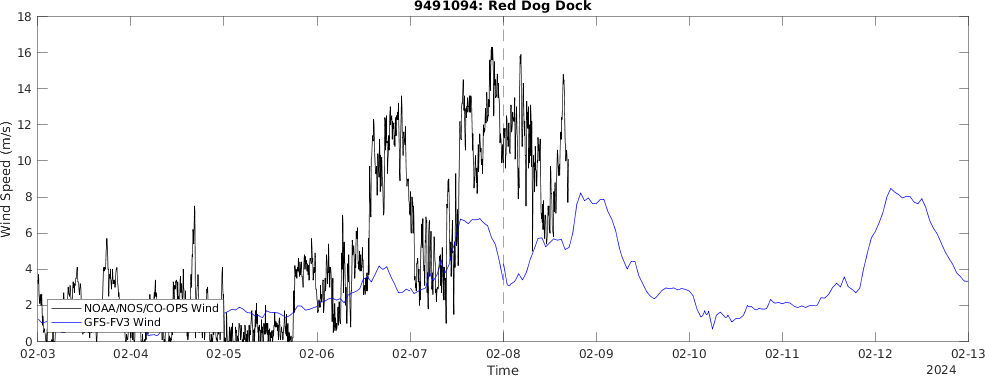 9491094: Red Dog Dock
18
16
14
12
10
8
6
4
2
0
Wind Speed (m/s)
NOAA/NOS/CO-OPS Wind
GFS-FV3 Wind
02-03 02-04 02-05 02-06 02-07 02-08 02-09 02-10 02-11 02-12 02-13
Time
2024